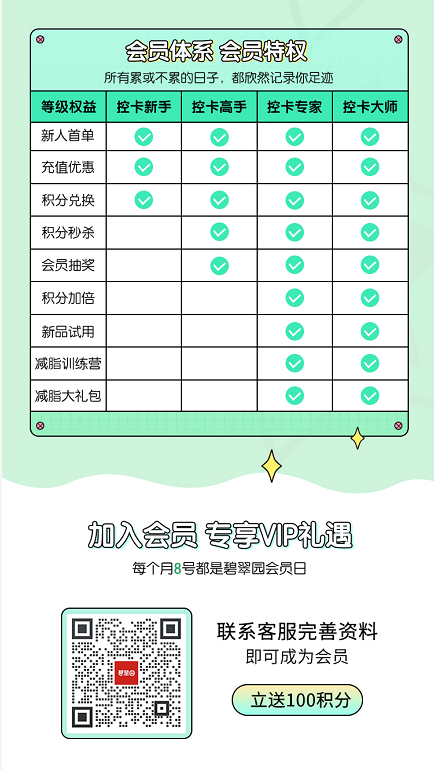 会员体系 会员特权
所有累或不累的日子，都欣然记录你足迹
等级权益 控卡新手 控卡高手 控卡专家 控卡大师
新人首单
充值优惠
积分兑换
积分秒杀
会员抽奖
积分加倍
新品试用
减脂训练营
减脂大礼包
加入会员 专享VIP礼遇
每个月8号都是碧翠园会员日
联系客服完善资料
即可成为会员
立送100积分
碧翠园